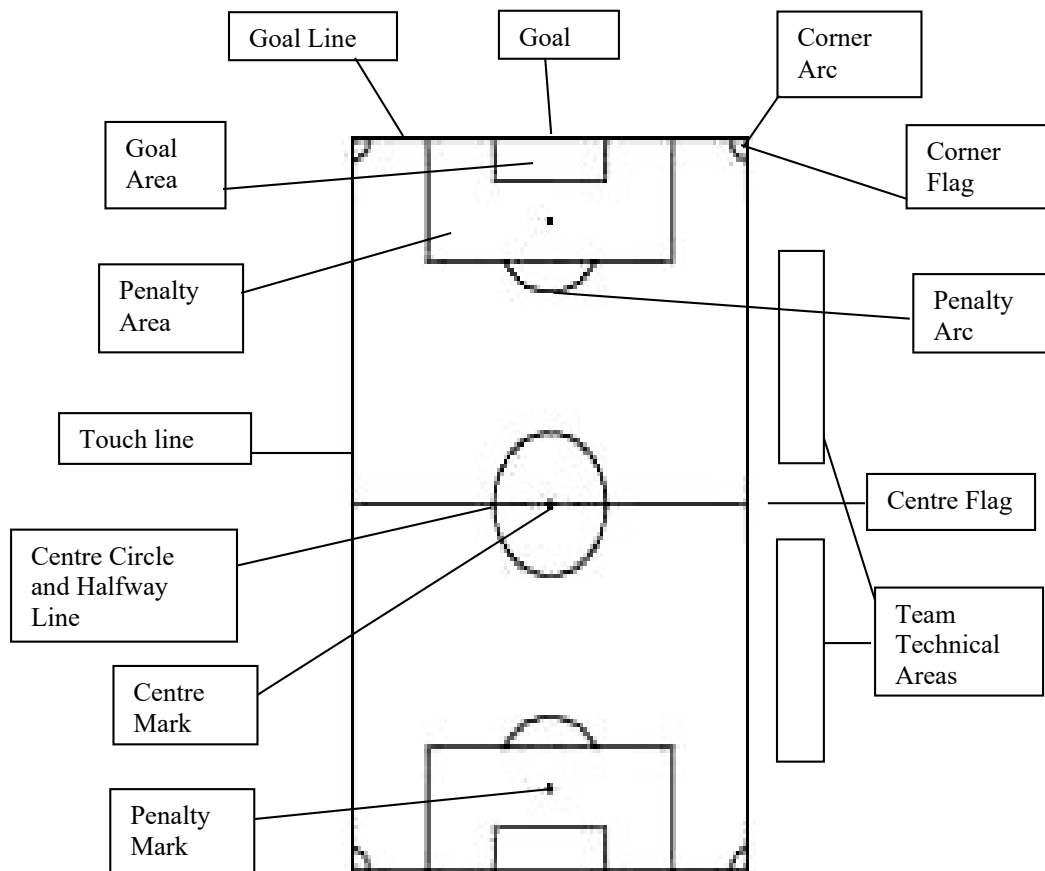 Goal Line
Goal
Corner
Arc
Goal
Area
Corner
Flag
Penalty
Area
Penalty
Arc
Touch line
Centre Flag
Centre Circle
and Halfway
Line
Team
Technical
Areas
Centre
Mark
Penalty
Mark